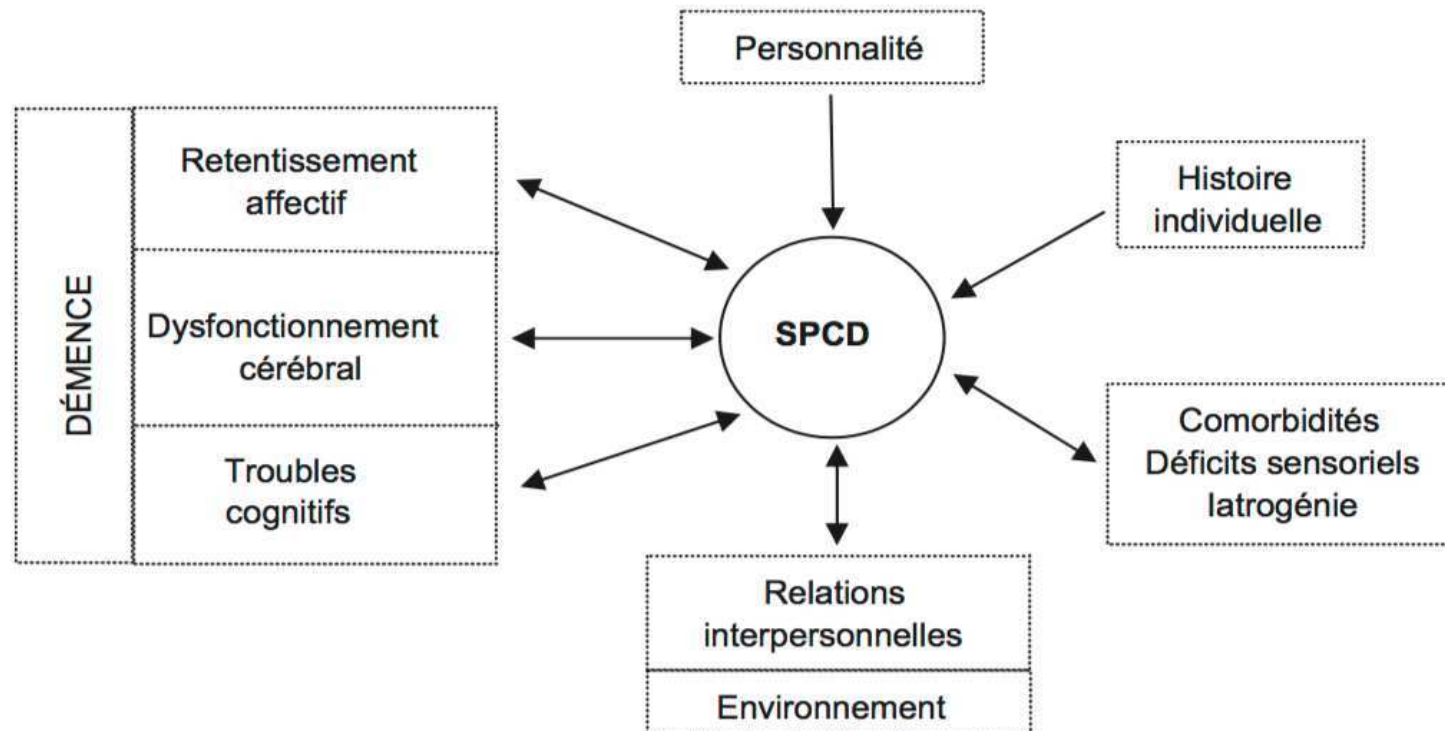 Personnalité
Histoire
individuelle
DÉMENCE
Retentissement
affectif
Dysfonctionnement
cérébral
Troubles
cognitifs
SPCD
Comorbidités
Déficits sensoriels
Iatrogénie
Relations
interpersonnelles
Environnement